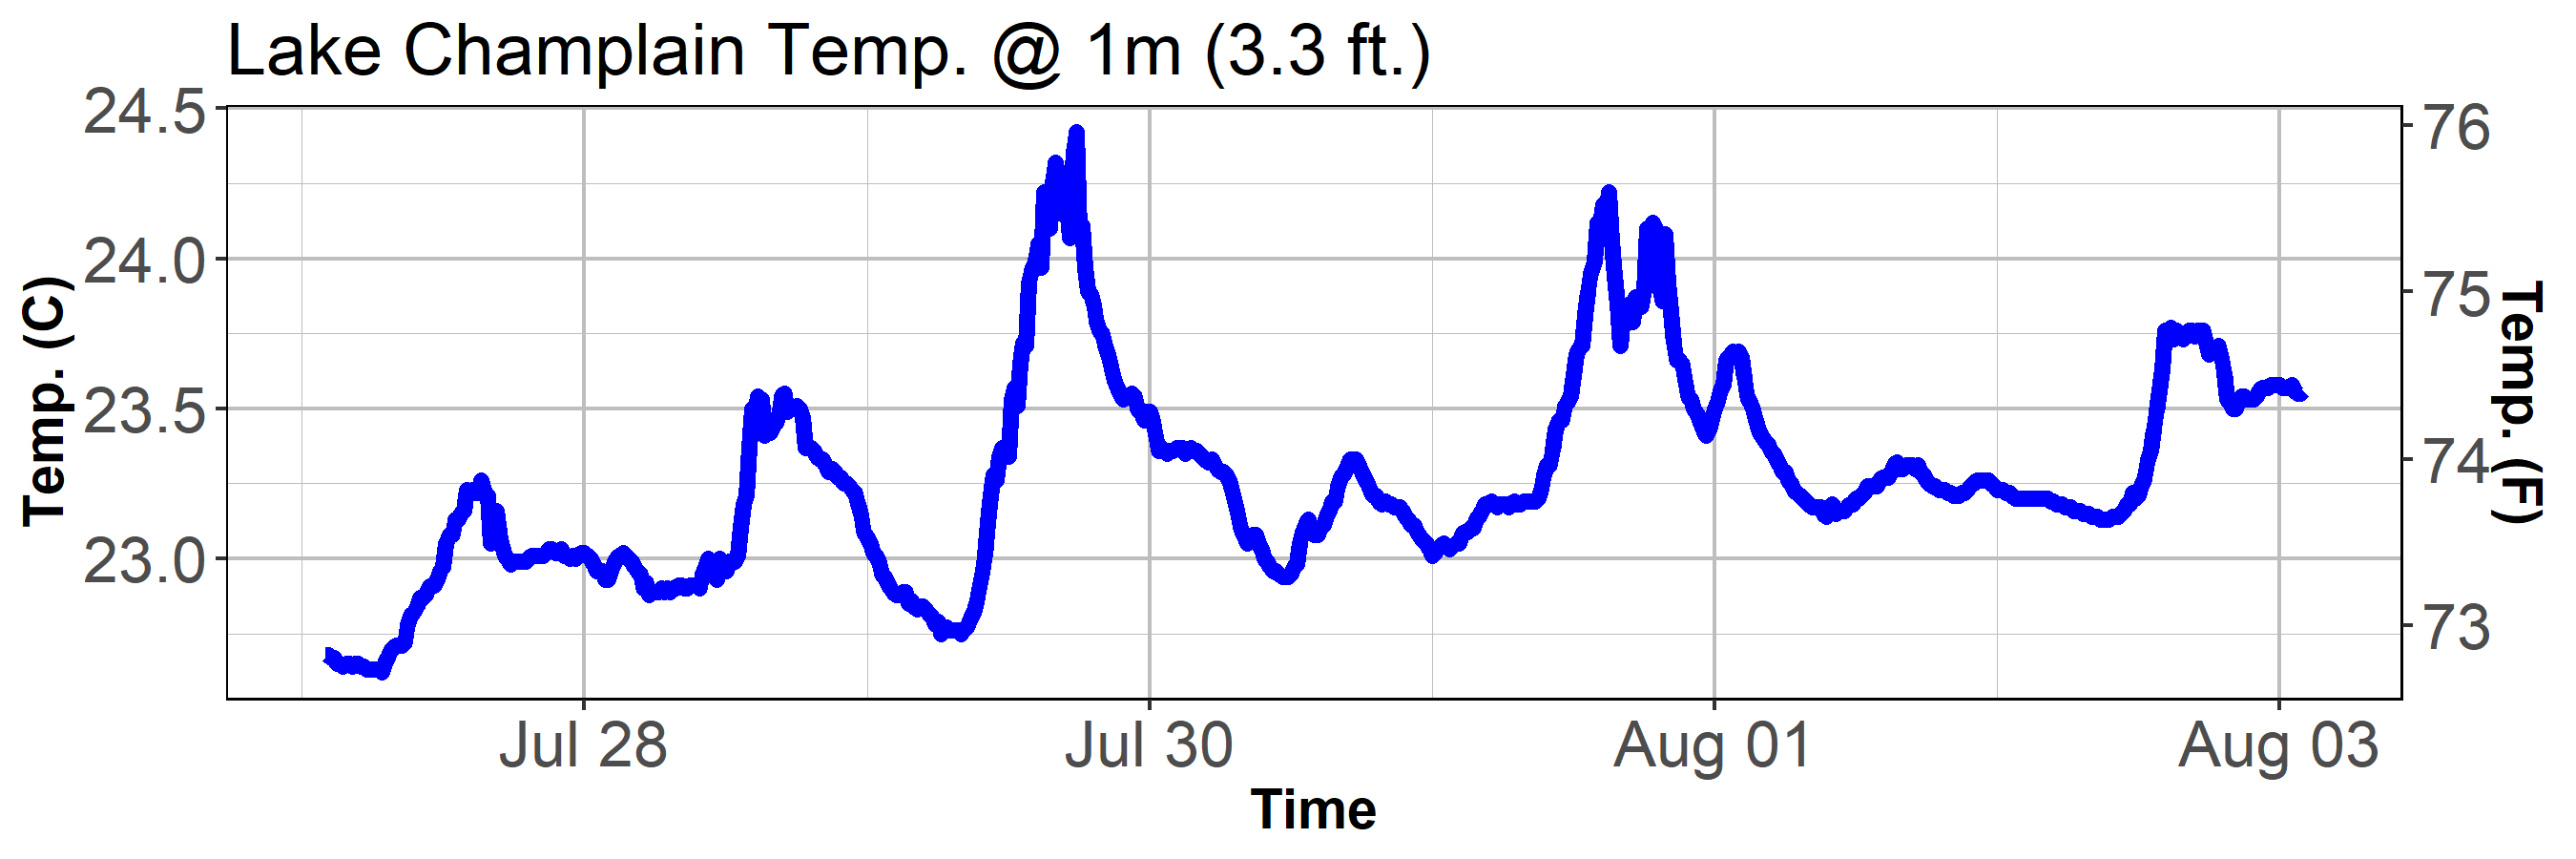 Lake Champlain Temp. @ 1m (3.3 ft.)
24.5
24.0
23.5
23.0
Temp. (C)
76
75
74
73
Temp. (F)
Jul 28
Jul 30
Aug 01
Aug 03
Time